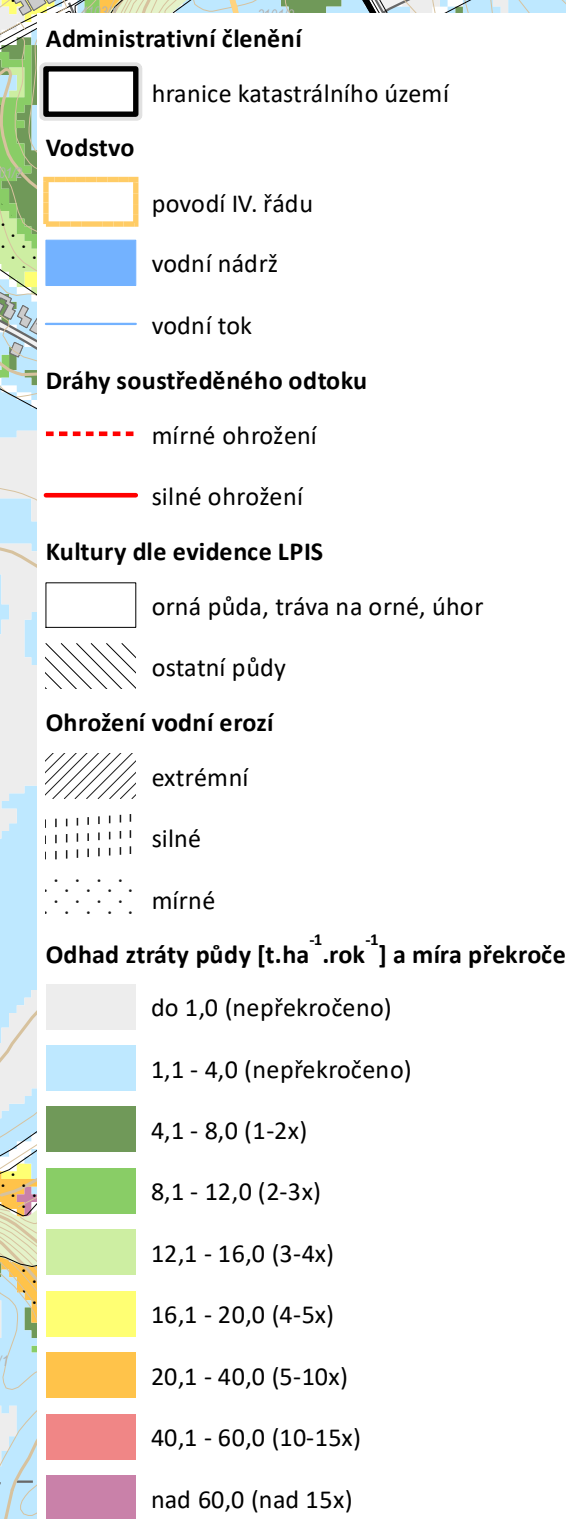 Administrativní členění
hranice katastrálního území
Vodstvo
povodí IV. řádu
vodní nádrž
vodní tok
Dráhy soustředěného odtoku
mírné ohrožení
silné ohrožení
Kultury dle evidence LPIS
orná půda, tráva na orné, úhor
ostatní půdy
Ohrožení vodní erozí
extrémní
silné
mírné
Odhad ztráty půdy [t.ha⁻¹.rok⁻¹] a míra překroče
do 1,0 (nepřekročeno)
1,1 - 4,0 (nepřekročeno)
4,1 - 8,0 (1-2x)
8,1 - 12,0 (2-3x)
12,1 - 16,0 (3-4x)
16,1 - 20,0 (4-5x)
20,1 - 40,0 (5-10x)
40,1 - 60,0 (10-15x)
nad 60,0 (nad 15x)